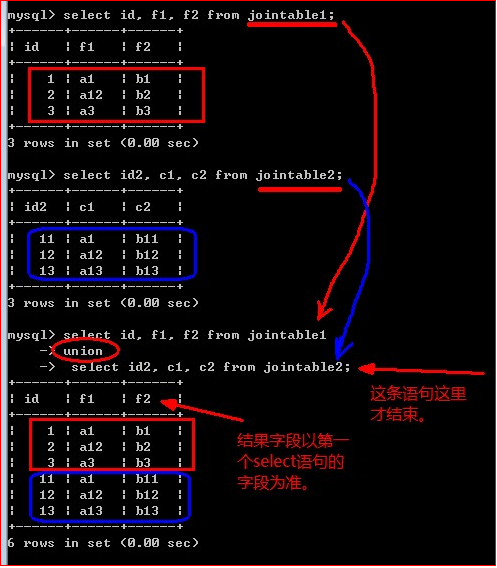 mysql> select id, f1, f2 from jointable1;
+------+------+------+
¦ id   ¦ f1   ¦ f2   ¦
+------+------+------+
¦    1 ¦ a1   ¦ b1   ¦
¦    2 ¦ a12  ¦ b2   ¦
¦    3 ¦ a3   ¦ b3   ¦
+------+------+------+
3 rows in set (0.00 sec)
mysql> select id2, c1, c2 from jointable2;
+------+------+------+
¦ id2  ¦ c1   ¦ c2   ¦
+------+------+------+
¦   11 ¦ a1   ¦ b11  ¦
¦   12 ¦ a12  ¦ b12  ¦
¦   13 ¦ a13  ¦ b13  ¦
+------+------+------+
3 rows in set (0.00 sec)
mysql> select id, f1, f2 from jointable1
    -> union
    ->  select id2, c1, c2 from jointable2;
+------+------+------+
¦ id   ¦ f1   ¦ f2   ¦
+------+------+------+
¦    1 ¦ a1   ¦ b1   ¦
¦    2 ¦ a12  ¦ b2   ¦
¦    3 ¦ a3   ¦ b3   ¦
¦   11 ¦ a1   ¦ b11  ¦
¦   12 ¦ a12  ¦ b12  ¦
¦   13 ¦ a13  ¦ b13  ¦
+------+------+------+
6 rows in set (0.00 sec)
这条语句这里
才结束。
结果字段以第一
个select语句的
字段为准。